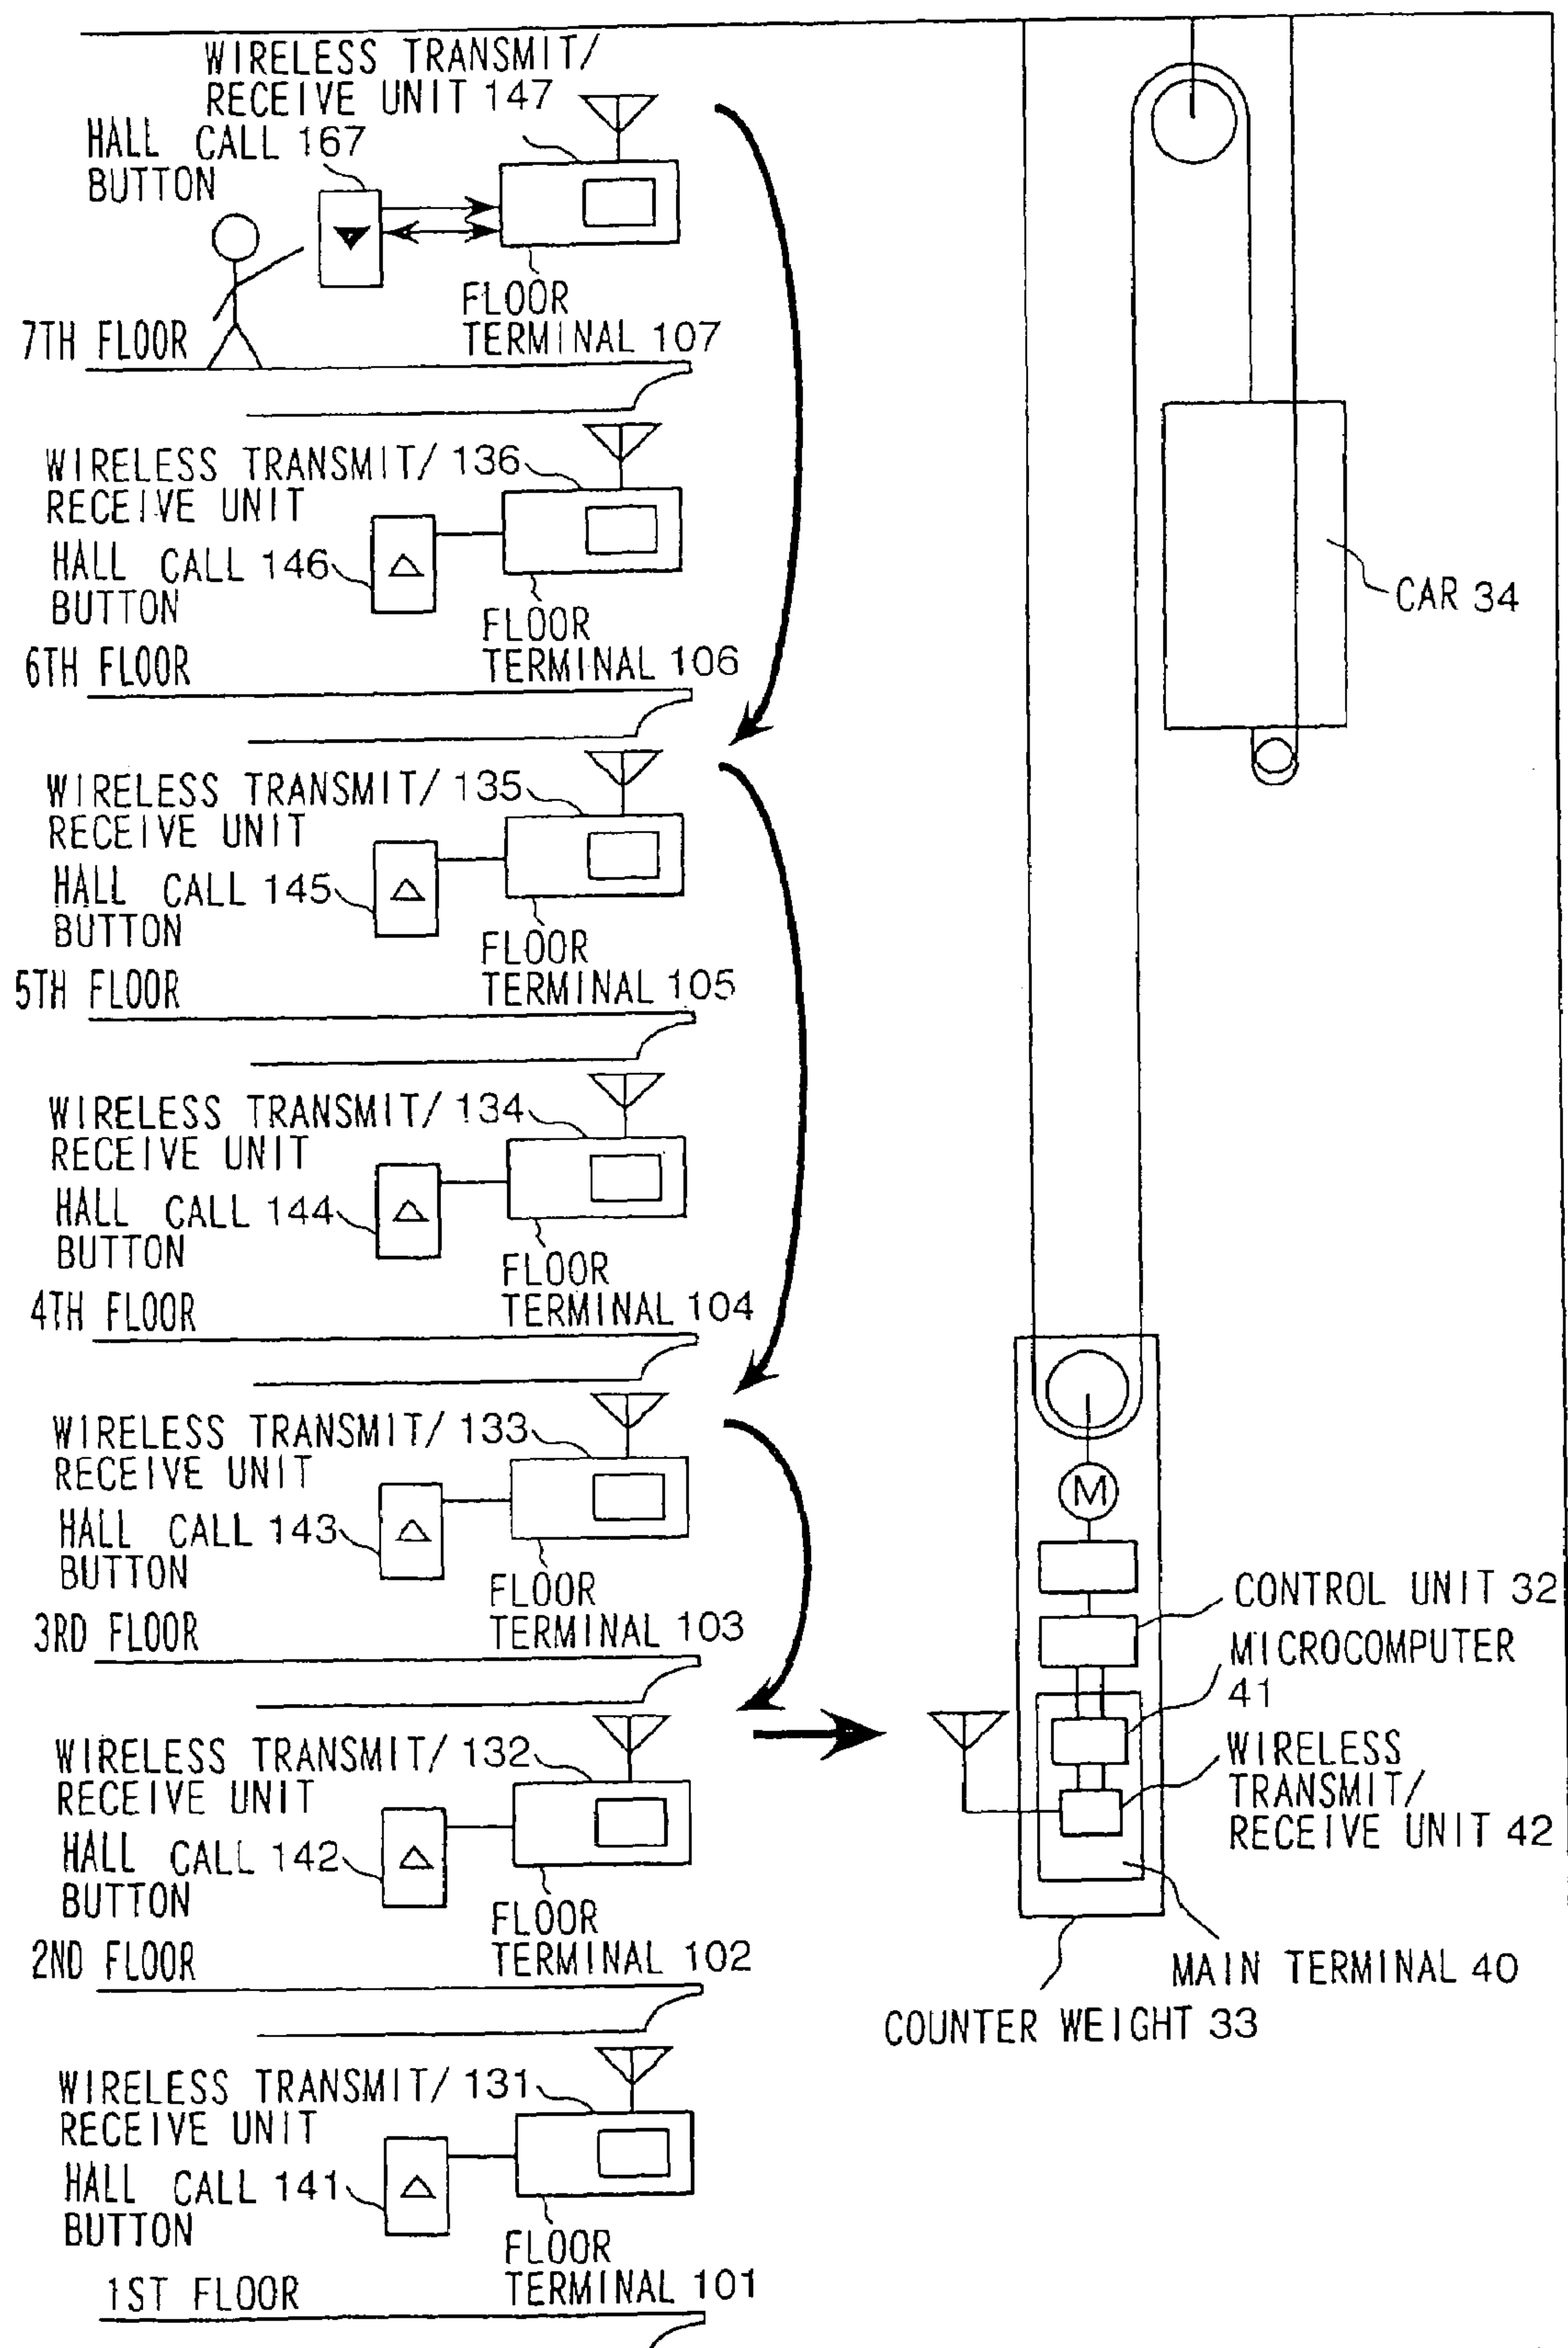 WIRELESS TRANSMIT/
RECEIVE UNIT 147
HALL CALL 167
BUTTON
FLOOR
TERMINAL 107
7TH FLOOR
WIRELESS TRANSMIT/ 136
RECEIVE UNIT
HALL CALL 146
BUTTON
FLOOR
TERMINAL 106
6TH FLOOR
CAR 34
WIRELESS TRANSMIT/ 135
RECEIVE UNIT
HALL CALL 145
BUTTON
FLOOR
TERMINAL 105
5TH FLOOR
WIRELESS TRANSMIT/ 134
RECEIVE UNIT
HALL CALL 144
BUTTON
FLOOR
TERMINAL 104
4TH FLOOR
WIRELESS TRANSMIT/ 133
RECEIVE UNIT
HALL CALL 143
BUTTON
FLOOR
TERMINAL 103
3RD FLOOR
M
CONTROL UNIT 32
MICROCOMPUTER
41
WIRELESS
TRANSMIT/
RECEIVE UNIT 42
MAIN TERMINAL 40
COUNTER WEIGHT 33
WIRELESS TRANSMIT/ 132
RECEIVE UNIT
HALL CALL 142
BUTTON
FLOOR
TERMINAL 102
2ND FLOOR
WIRELESS TRANSMIT/ 131
RECEIVE UNIT
HALL CALL 141
BUTTON
FLOOR
TERMINAL 101
1ST FLOOR